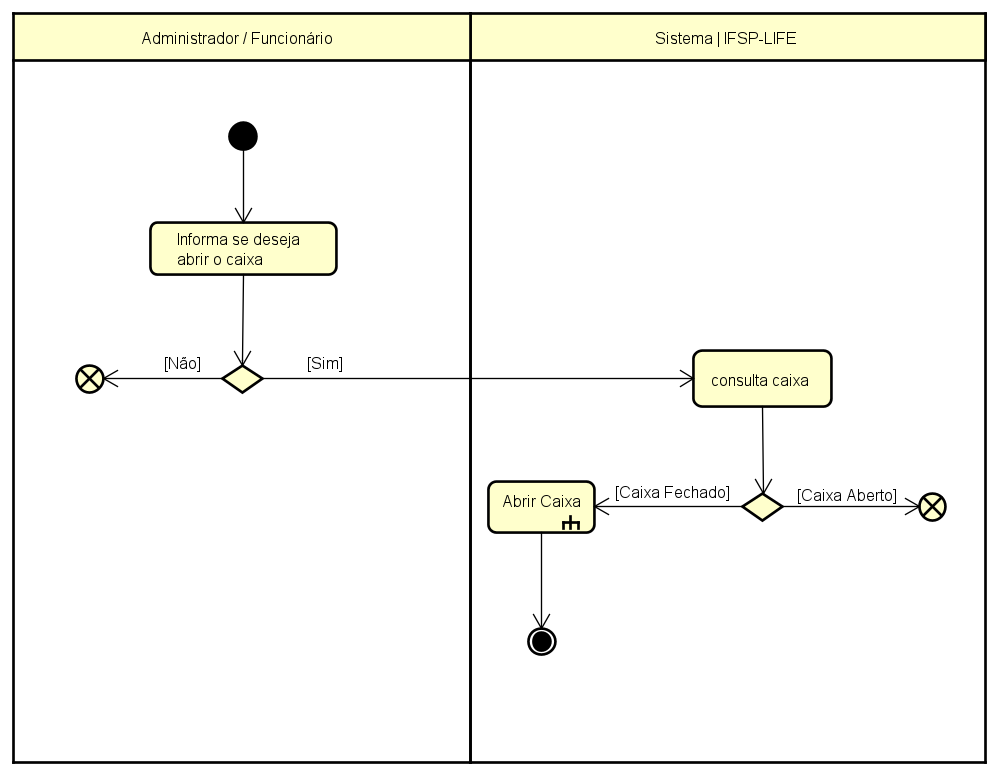 Administrador / Funcionário
Sistema | IFSP-LIFE
Informa se deseja
abrir o caixa
[Não]
[Sim]
consulta caixa
Abrir Caixa
[Caixa Fechado]
[Caixa Aberto]